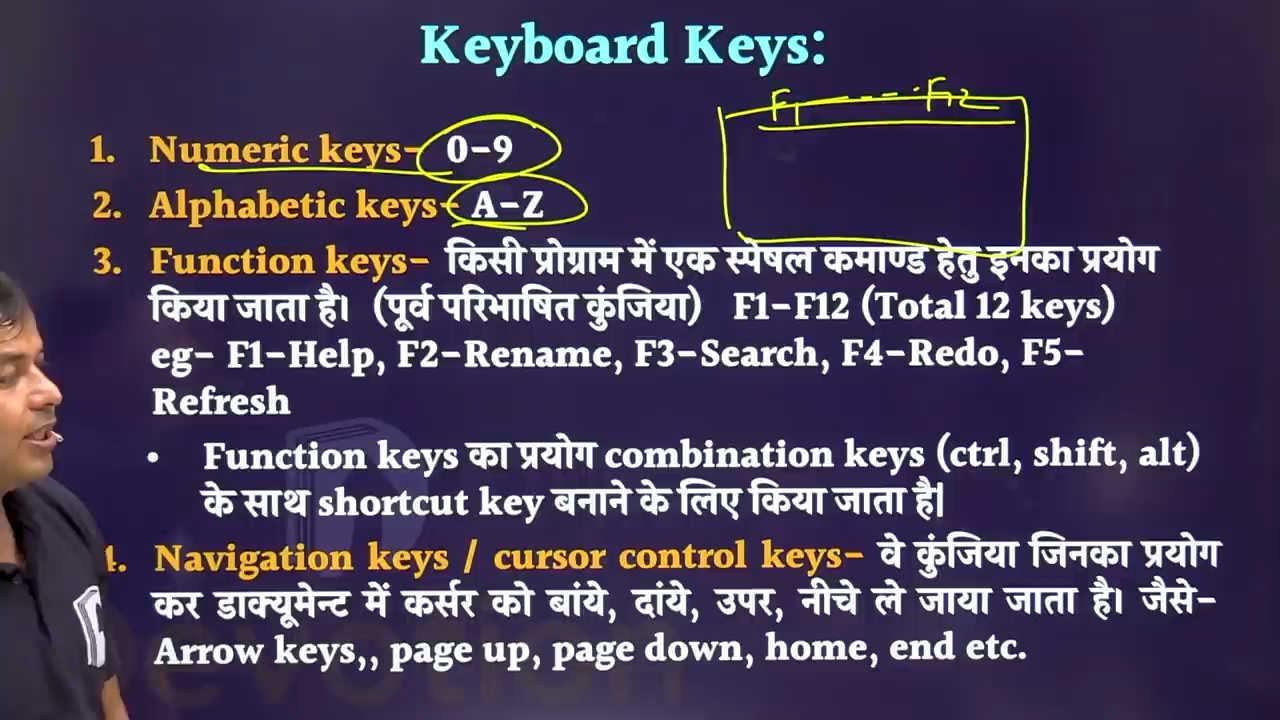 Keyboard Keys:
F1 ---- F12
1. Numeric keys- 0-9
2. Alphabetic keys- A-Z
3. Function keys- किसी प्रोग्राम में एक स्पेषल कमाण्ड हेतु इनका प्रयोग
किया जाता है। (पूर्व परिभाषित कुंजिया) F1-F12 (Total 12 keys)
eg- F1-Help, F2-Rename, F3-Search, F4-Redo, F5-
Refresh
• Function keys का प्रयोग combination keys (ctrl, shift, alt)
के साथ shortcut key बनाने के लिए किया जाता है|
4. Navigation keys / cursor control keys- वे कुंजिया जिनका प्रयोग
कर डाक्यूमेन्ट में कर्सर को बांये, दांये, उपर, नीचे ले जाया जाता है। जैसे-
Arrow keys,, page up, page down, home, end etc.